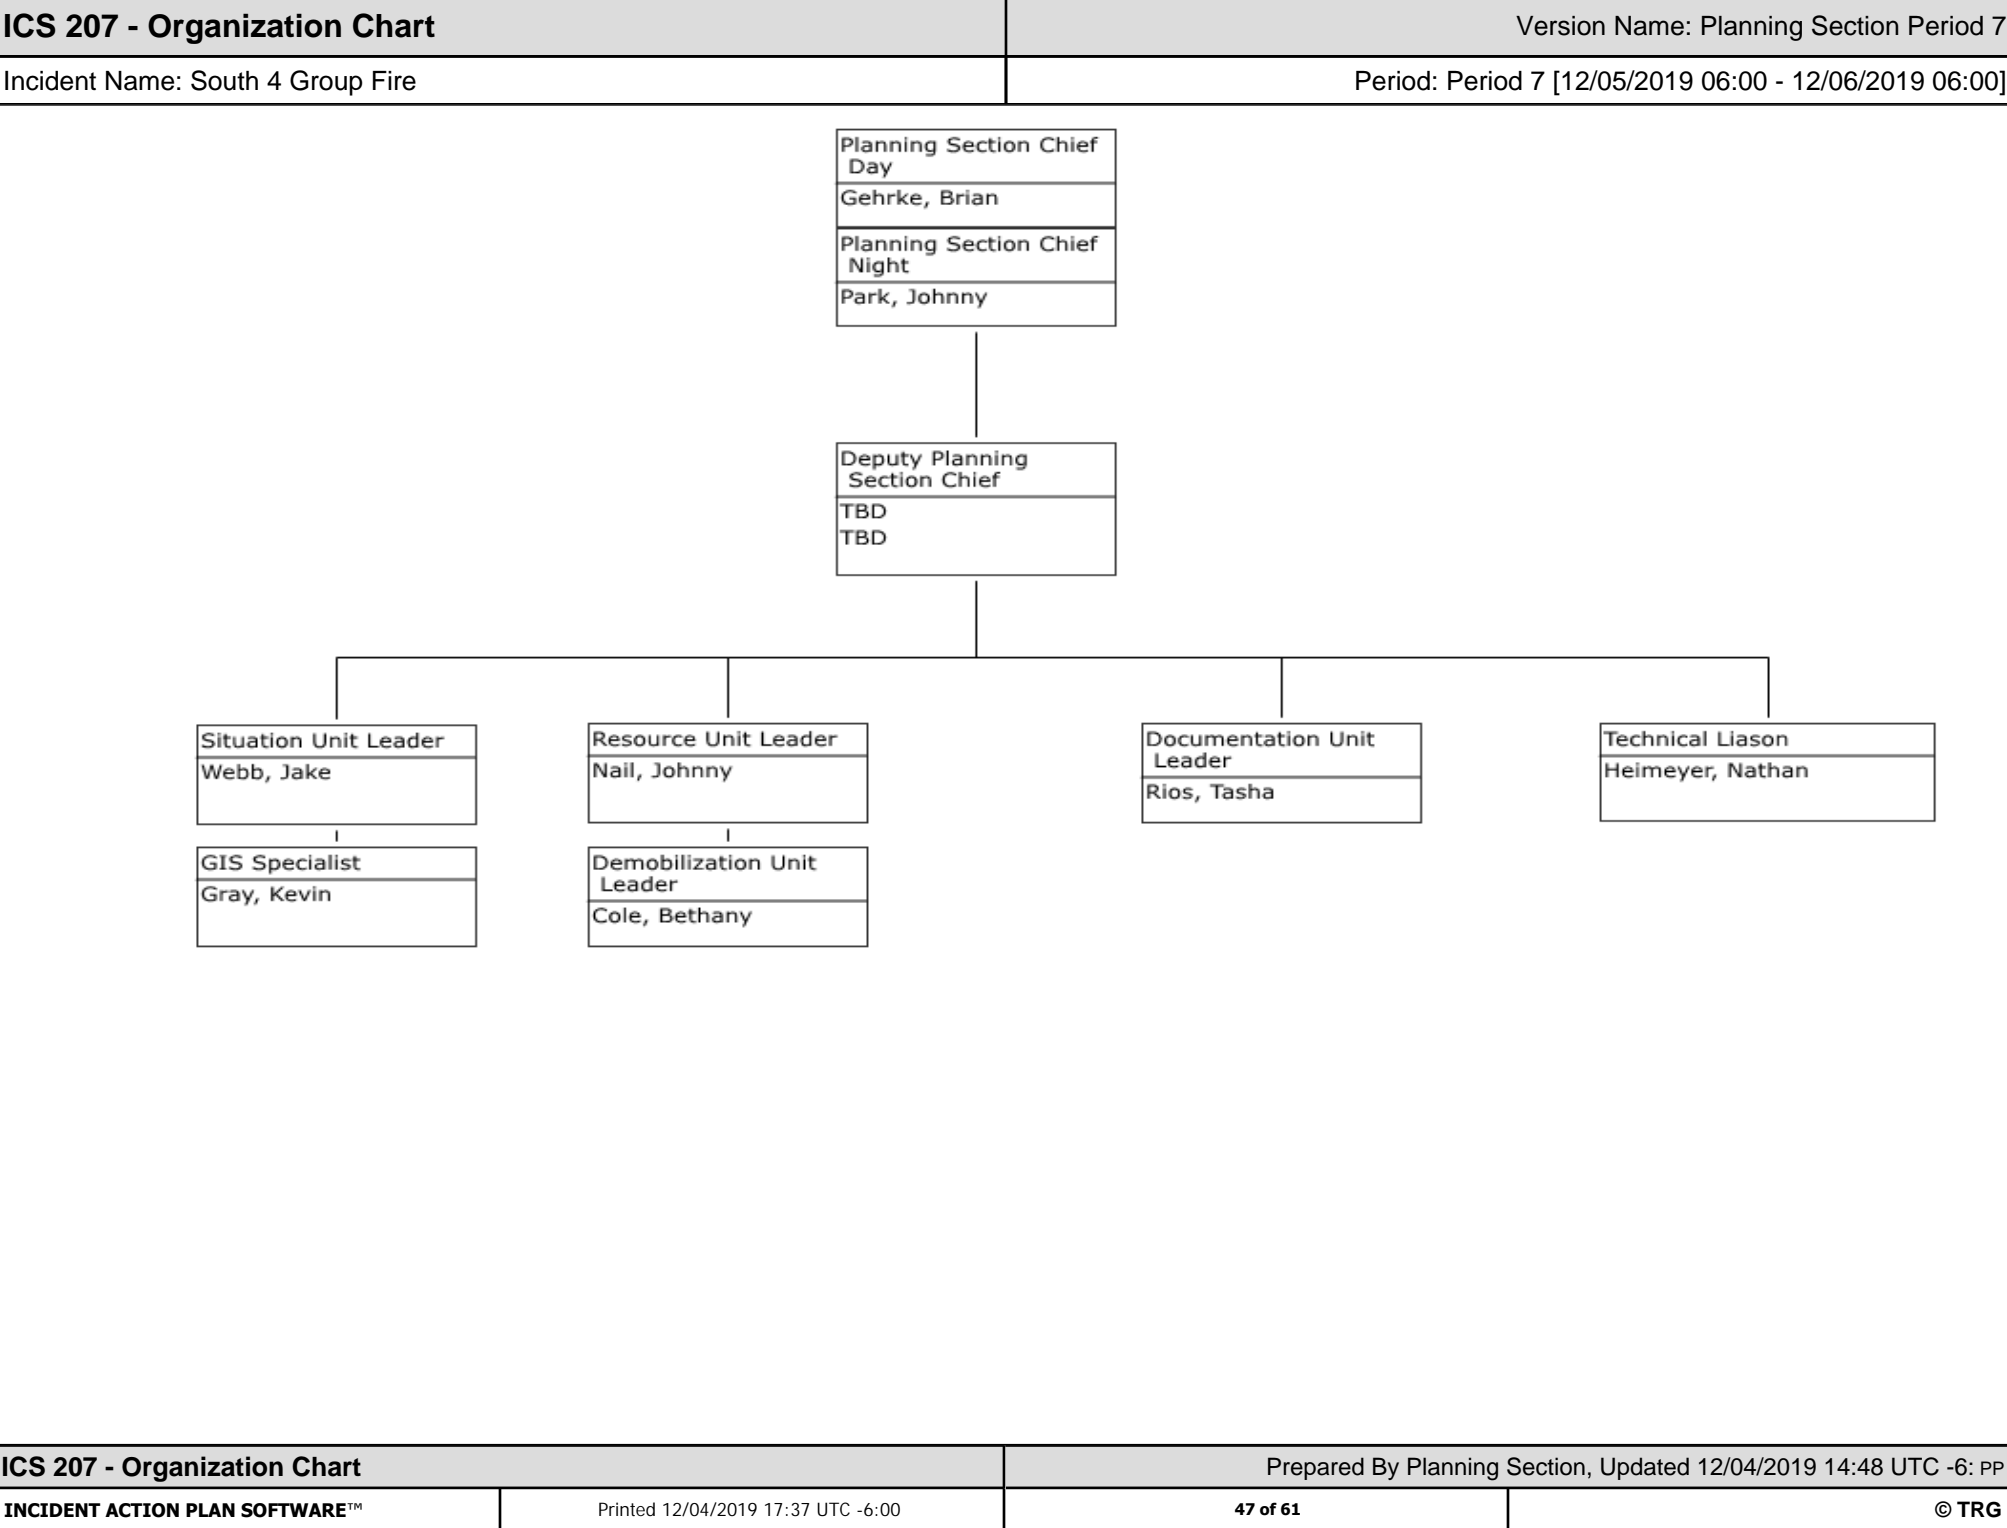 ICS 207 - Organization Chart
Version Name: Planning Section Period 7
Incident Name: South 4 Group Fire
Period: Period 7 [12/05/2019 06:00 - 12/06/2019 06:00]
Planning Section Chief
Day
Gehrke, Brian
Planning Section Chief
Night
Park, Johnny
Deputy Planning
Section Chief
TBD
TBD
Situation Unit Leader
Webb, Jake
GIS Specialist
Gray, Kevin
Resource Unit Leader
Nail, Johnny
Demobilization Unit
Leader
Cole, Bethany
Documentation Unit
Leader
Rios, Tasha
Technical Liason
Heimeyer, Nathan
ICS 207 - Organization Chart
Prepared By Planning Section, Updated 12/04/2019 14:48 UTC -6: PP
INCIDENT ACTION PLAN SOFTWARE™
Printed 12/04/2019 17:37 UTC -6:00
47 of 61
© TRG